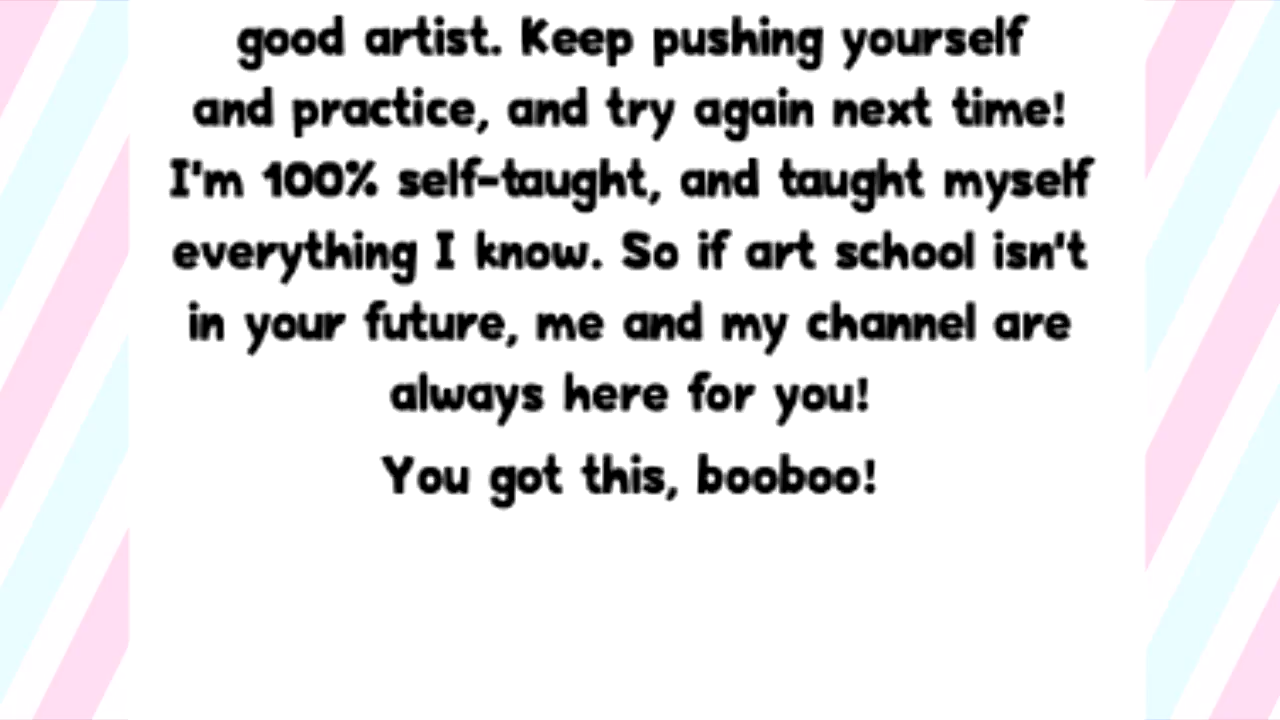 good artist. Keep pushing yourself
and practice, and try again next time!
I'm 100% self-taught, and taught myself
everything I know. So if art school isn't
in your future, me and my channel are
always here for you!
You got this, booboo!